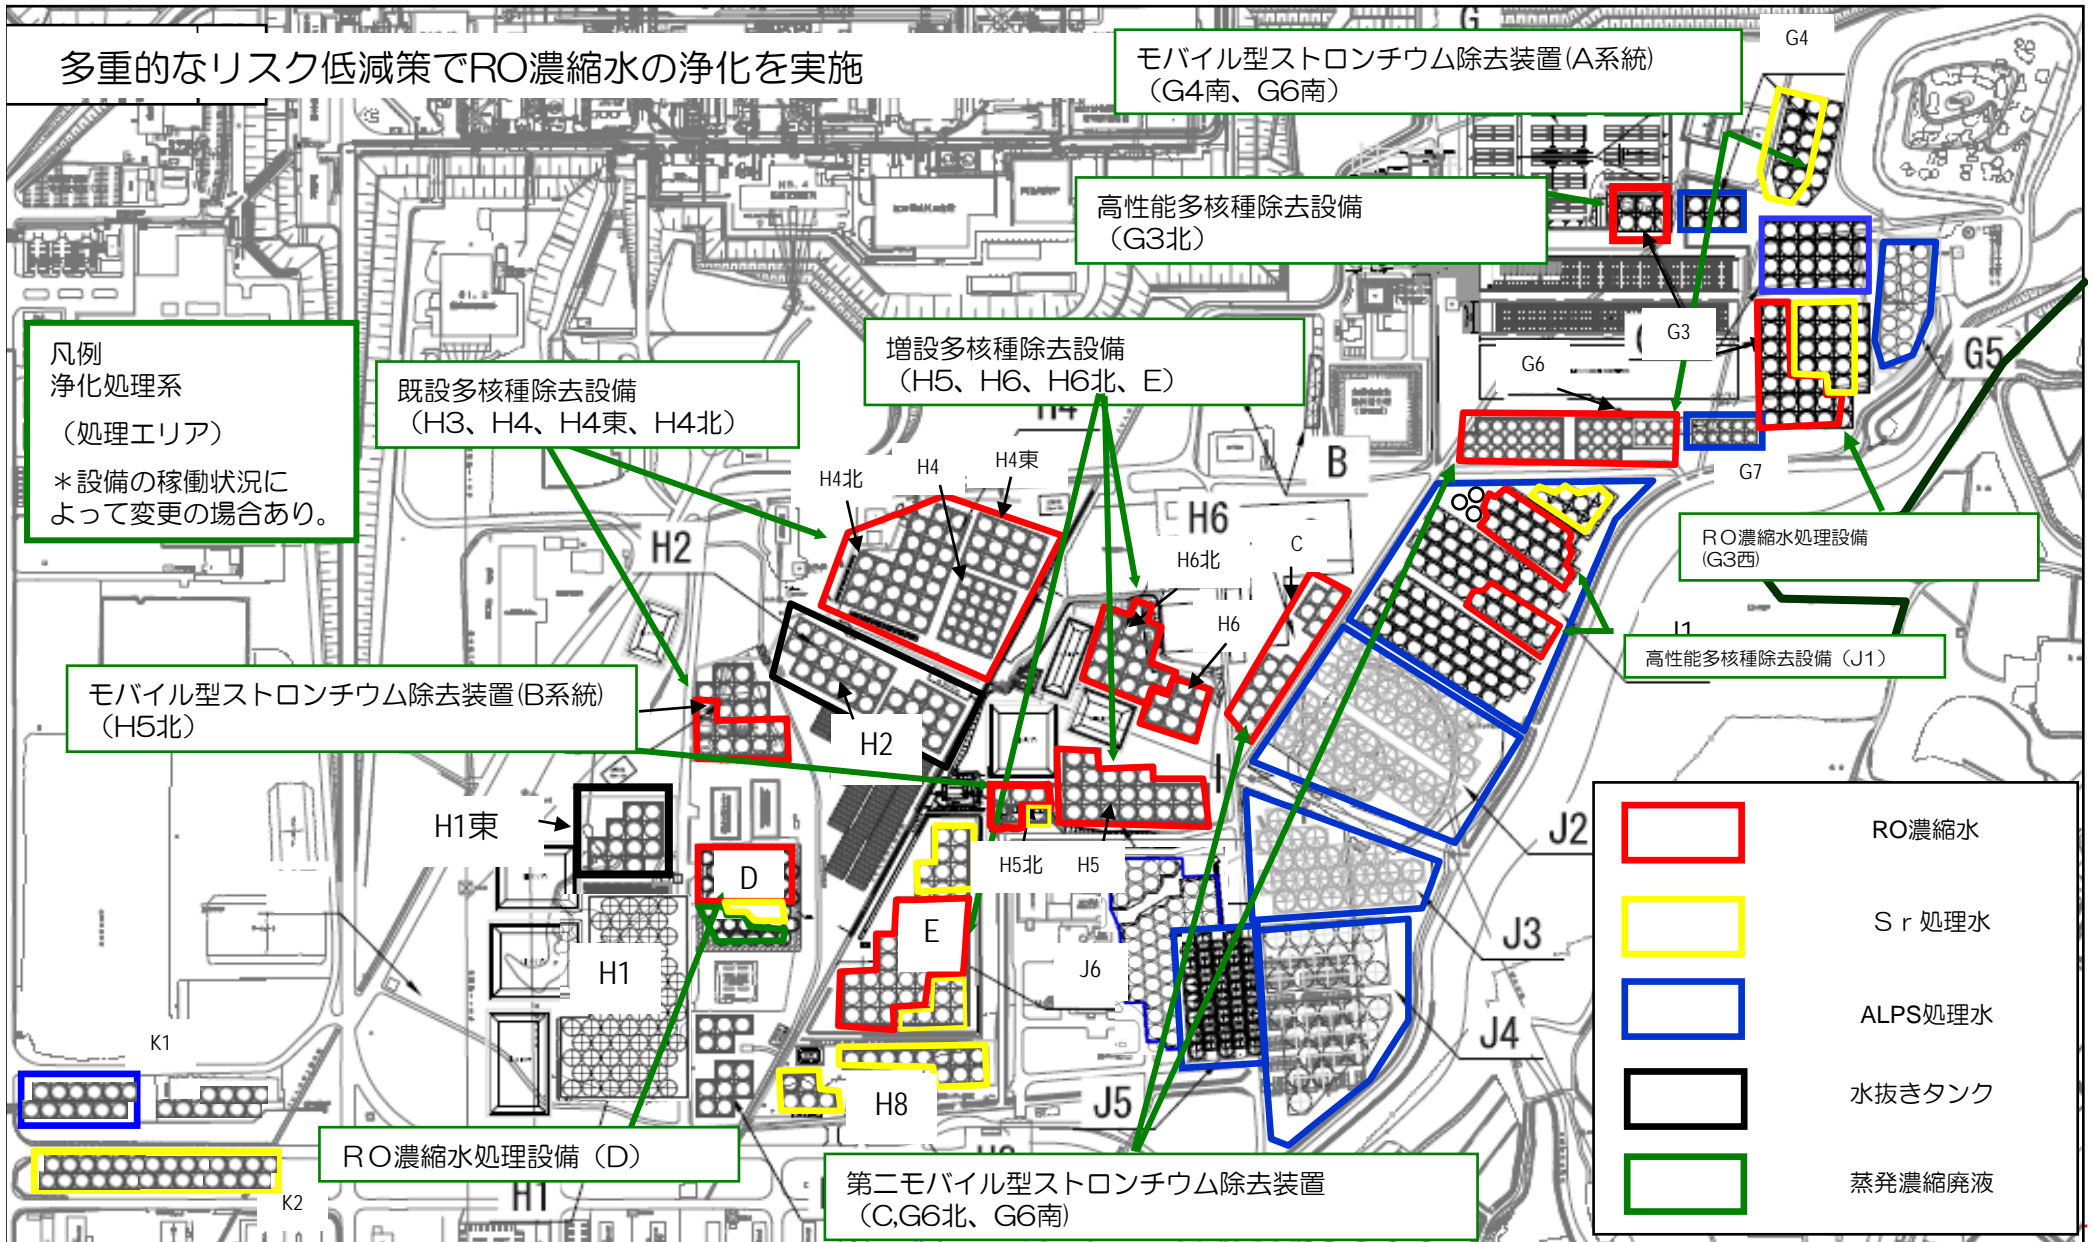 多重的なリスク低減策でRO濃縮水の浄化を実施
モバイル型ストロンチウム除去装置(A系統)
（G4南、G6南）
G
G4
高性能多核種除去設備
（G3北）
凡例
浄化処理系
（処理エリア）
＊設備の稼働状況に
よって変更の場合あり。
既設多核種除去設備
（H3、H4、H4東、H4北）
増設多核種除去設備
（H5、H6、H6北、E）
H4
G3
G6
G5
G7
B
H4北
H4
H4東
H2
H6
H6北
C
H6
ＲＯ濃縮水処理設備
(G3西)
高性能多核種除去設備（J1）
J1
モバイル型ストロンチウム除去装置(B系統)
（H5北）
H2
H1東
D
H5北
H5
E
H1
J6
J2
J3
J4
J5
K1
K2
H8
H1
ＲＯ濃縮水処理設備（D）
第二モバイル型ストロンチウム除去装置
（C,G6北、G6南)
RO濃縮水
Ｓｒ処理水
ALPS処理水
水抜きタンク
蒸発濃縮廃液